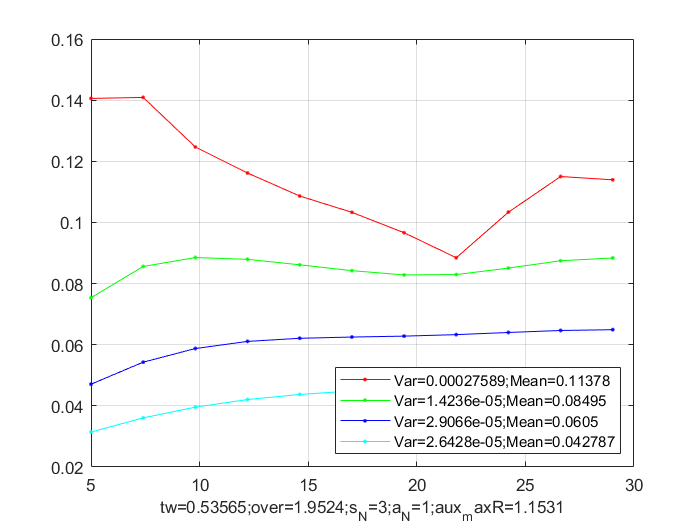 0.16
0.14
0.12
0.1
0.08
0.06
0.04
0.02
Var=0.00027589;Mean=0.11378
Var=1.4236e-05;Mean=0.08495
Var=2.9066e-05;Mean=0.0605
Var=2.6428e-05;Mean=0.042787
5 10 15 20 25 30
tw=0.53565;over=1.9524;s_N=3;a_N=1;aux_maxR=1.1531